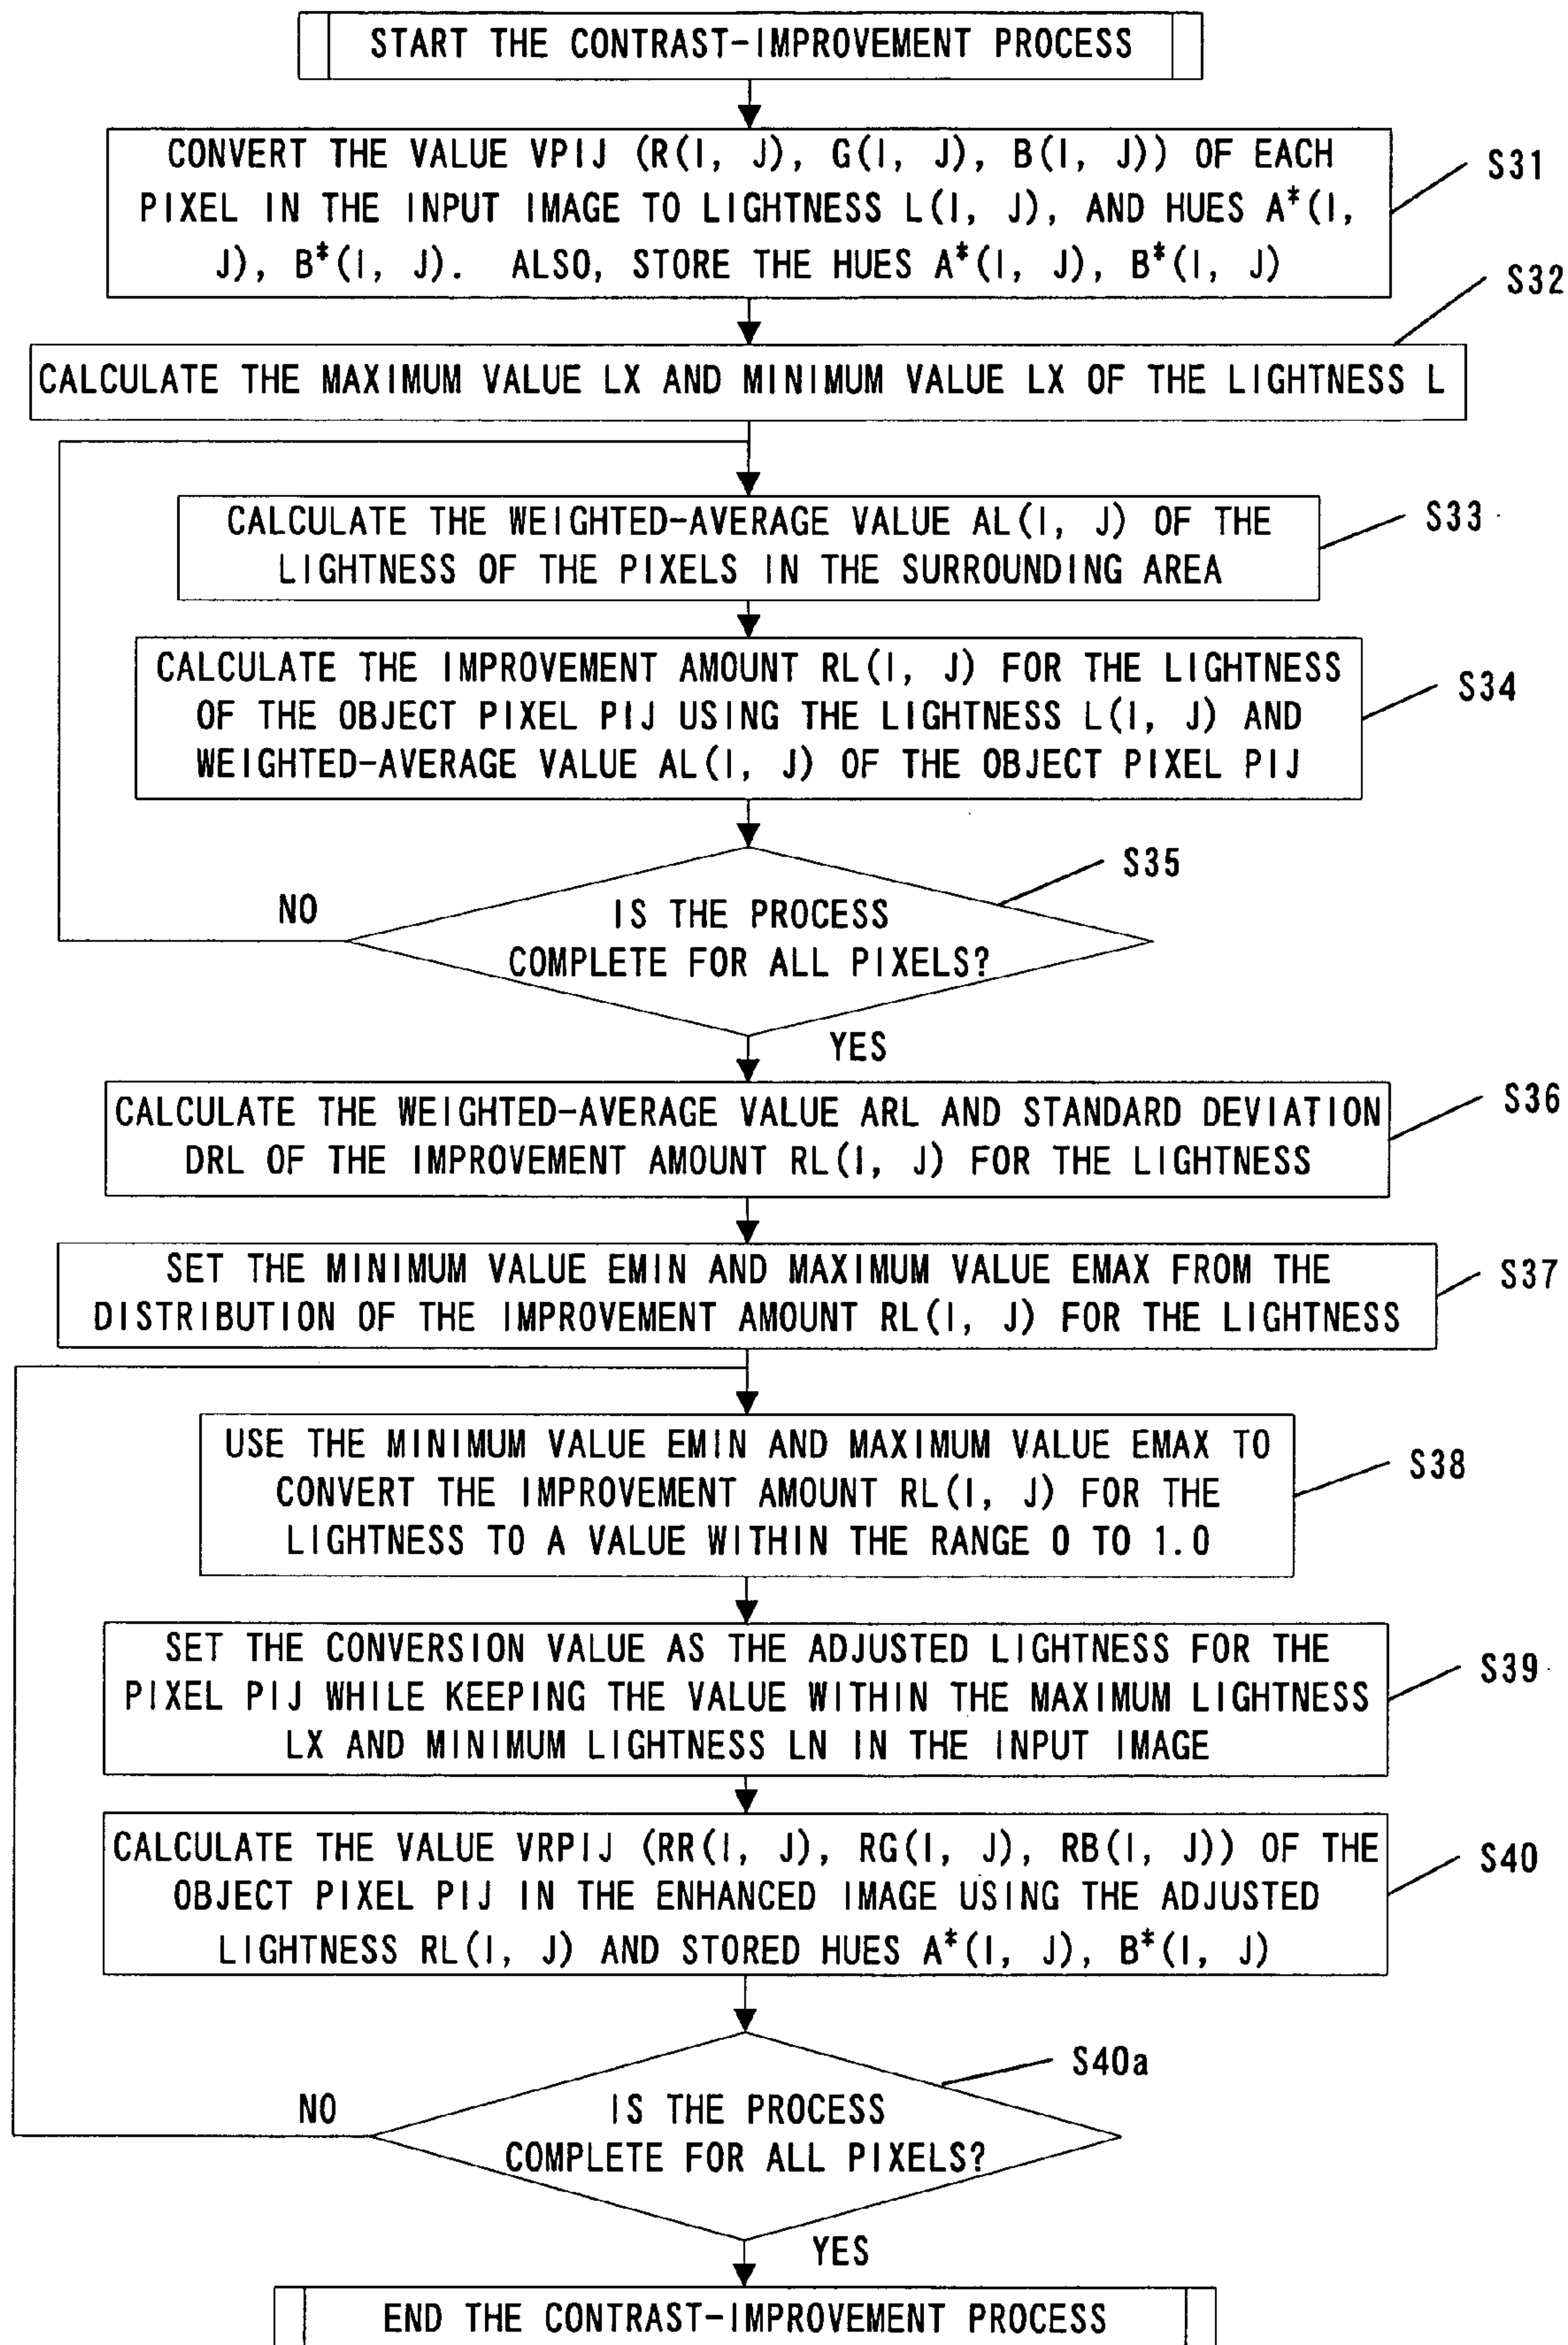 START THE CONTRAST-IMPROVEMENT PROCESS
CONVERT THE VALUE VPIJ (R(I, J), G(I, J), B(I, J)) OF EACH
PIXEL IN THE INPUT IMAGE TO LIGHTNESS L(I, J), AND HUES A*(I,
J), B*(I, J). ALSO, STORE THE HUES A*(I, J), B*(I, J)
S31
S32
CALCULATE THE MAXIMUM VALUE LX AND MINIMUM VALUE LX OF THE LIGHTNESS L
CALCULATE THE WEIGHTED-AVERAGE VALUE AL(I, J) OF THE
LIGHTNESS OF THE PIXELS IN THE SURROUNDING AREA
S33
CALCULATE THE IMPROVEMENT AMOUNT RL(I, J) FOR THE LIGHTNESS
OF THE OBJECT PIXEL PIJ USING THE LIGHTNESS L(I, J) AND
WEIGHTED-AVERAGE VALUE AL(I, J) OF THE OBJECT PIXEL PIJ
S34
S35
NO
IS THE PROCESS
COMPLETE FOR ALL PIXELS?
YES
CALCULATE THE WEIGHTED-AVERAGE VALUE ARL AND STANDARD DEVIATION
DRL OF THE IMPROVEMENT AMOUNT RL(I, J) FOR THE LIGHTNESS
S36
SET THE MINIMUM VALUE EMIN AND MAXIMUM VALUE EMAX FROM THE
DISTRIBUTION OF THE IMPROVEMENT AMOUNT RL(I, J) FOR THE LIGHTNESS
S37
USE THE MINIMUM VALUE EMIN AND MAXIMUM VALUE EMAX TO
CONVERT THE IMPROVEMENT AMOUNT RL(I, J) FOR THE
LIGHTNESS TO A VALUE WITHIN THE RANGE 0 TO 1.0
S38
SET THE CONVERSION VALUE AS THE ADJUSTED LIGHTNESS FOR THE
PIXEL PIJ WHILE KEEPING THE VALUE WITHIN THE MAXIMUM LIGHTNESS
LX AND MINIMUM LIGHTNESS LN IN THE INPUT IMAGE
S39
CALCULATE THE VALUE VRPIJ (RR(I, J), RG(I, J), RB(I, J)) OF THE
OBJECT PIXEL PIJ IN THE ENHANCED IMAGE USING THE ADJUSTED
LIGHTNESS RL(I, J) AND STORED HUES A*(I, J), B*(I, J)
S40
S40a
NO
IS THE PROCESS
COMPLETE FOR ALL PIXELS?
YES
END THE CONTRAST-IMPROVEMENT PROCESS